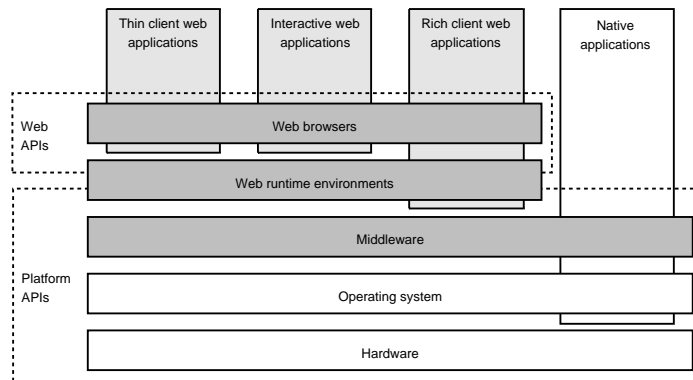 Thin client web
applications
Interactive web
applications
Rich client web
applications
Native
applications
Web
APIs
Web browsers
Web runtime environments
Middleware
Platform
APIs
Operating system
Hardware